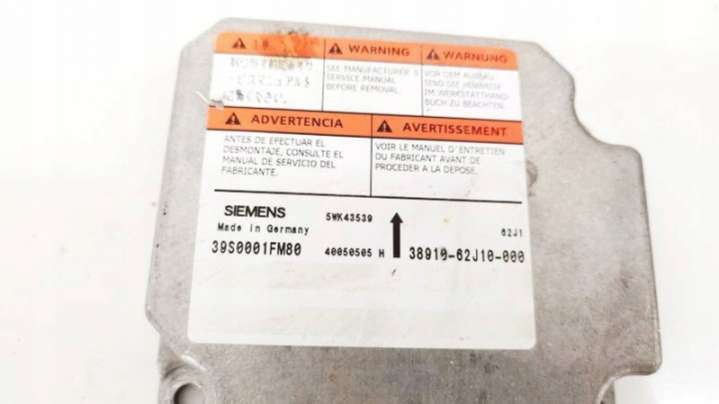 WARNING
SEE MANUFACTURER'S
SERVICE MANUAL
BEFORE REMOVAL.
WARNUNG
VOR DEM AUSBAU
SIND DIE HINWEISE
IM WERKSTATTHAND-
BUCH ZU BEACHTEN.
ADVERTENCIA
ANTES DE EFECTUAR EL
DESMONTAJE, CONSULTE EL
MANUAL DE SERVICIO DEL
FABRICANTE.
AVERTISSEMENT
VOIR LE MANUEL D'ENTRETIEN
DU FABRICANT AVANT DE
PROCEDER A LA DEPOSE.
SIEMENS 5WK43539 62J1
Made in Germany
39S0001FM80 40050505 H 38910-62J10-000